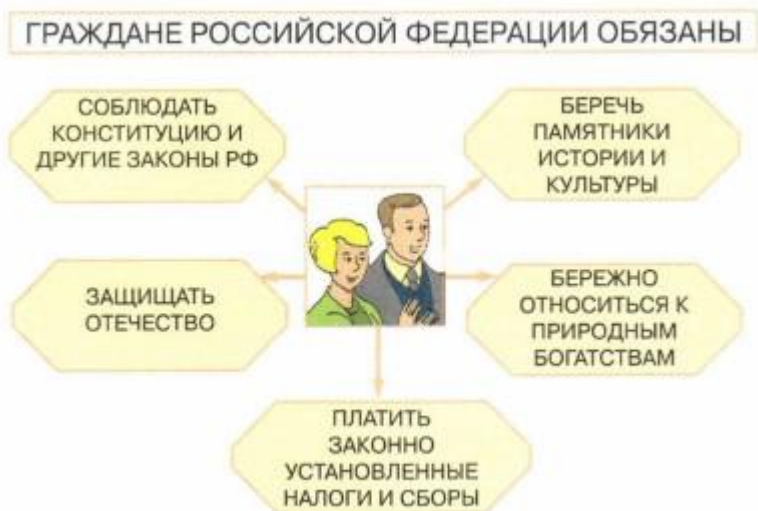 ГРАЖДАНЕ РОССИЙСКОЙ ФЕДЕРАЦИИ ОБЯЗАНЫ
СОБЛЮДАТЬ
КОНСТИТУЦИЮ И
ДРУГИЕ ЗАКОНЫ РФ
БЕРЕЧЬ
ПАМЯТНИКИ
ИСТОРИИ И
КУЛЬТУРЫ
ЗАЩИЩАТЬ
ОТЕЧЕСТВО
БЕРЕЖНО
ОТНОСИТЬСЯ К
ПРИРОДНЫМ
БОГАТСТВАМ
ПЛАТИТЬ
ЗАКОННО
УСТАНОВЛЕННЫЕ
НАЛОГИ И СБОРЫ